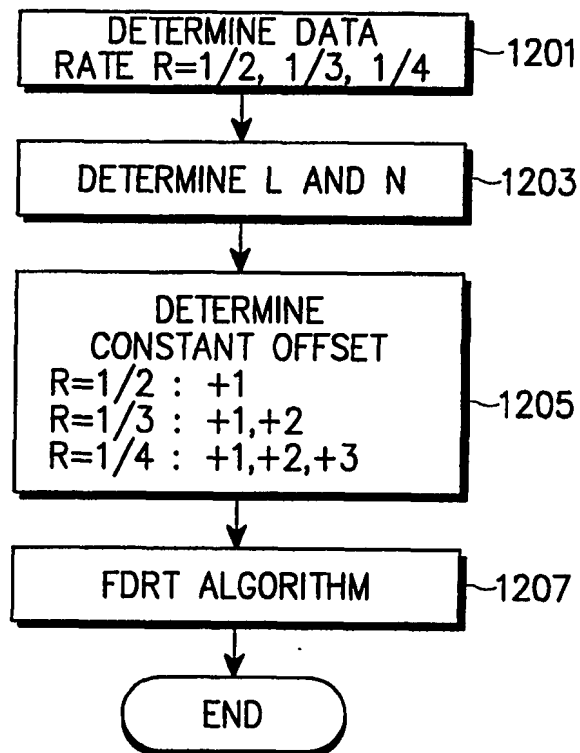 DETERMINE DATA
RATE R=1/2, 1/3, 1/4
1201
DETERMINE L AND N
1203
DETERMINE
CONSTANT OFFSET
R=1/2 : +1
R=1/3 : +1,+2
R=1/4 : +1,+2,+3
1205
FDRT ALGORITHM
1207
END